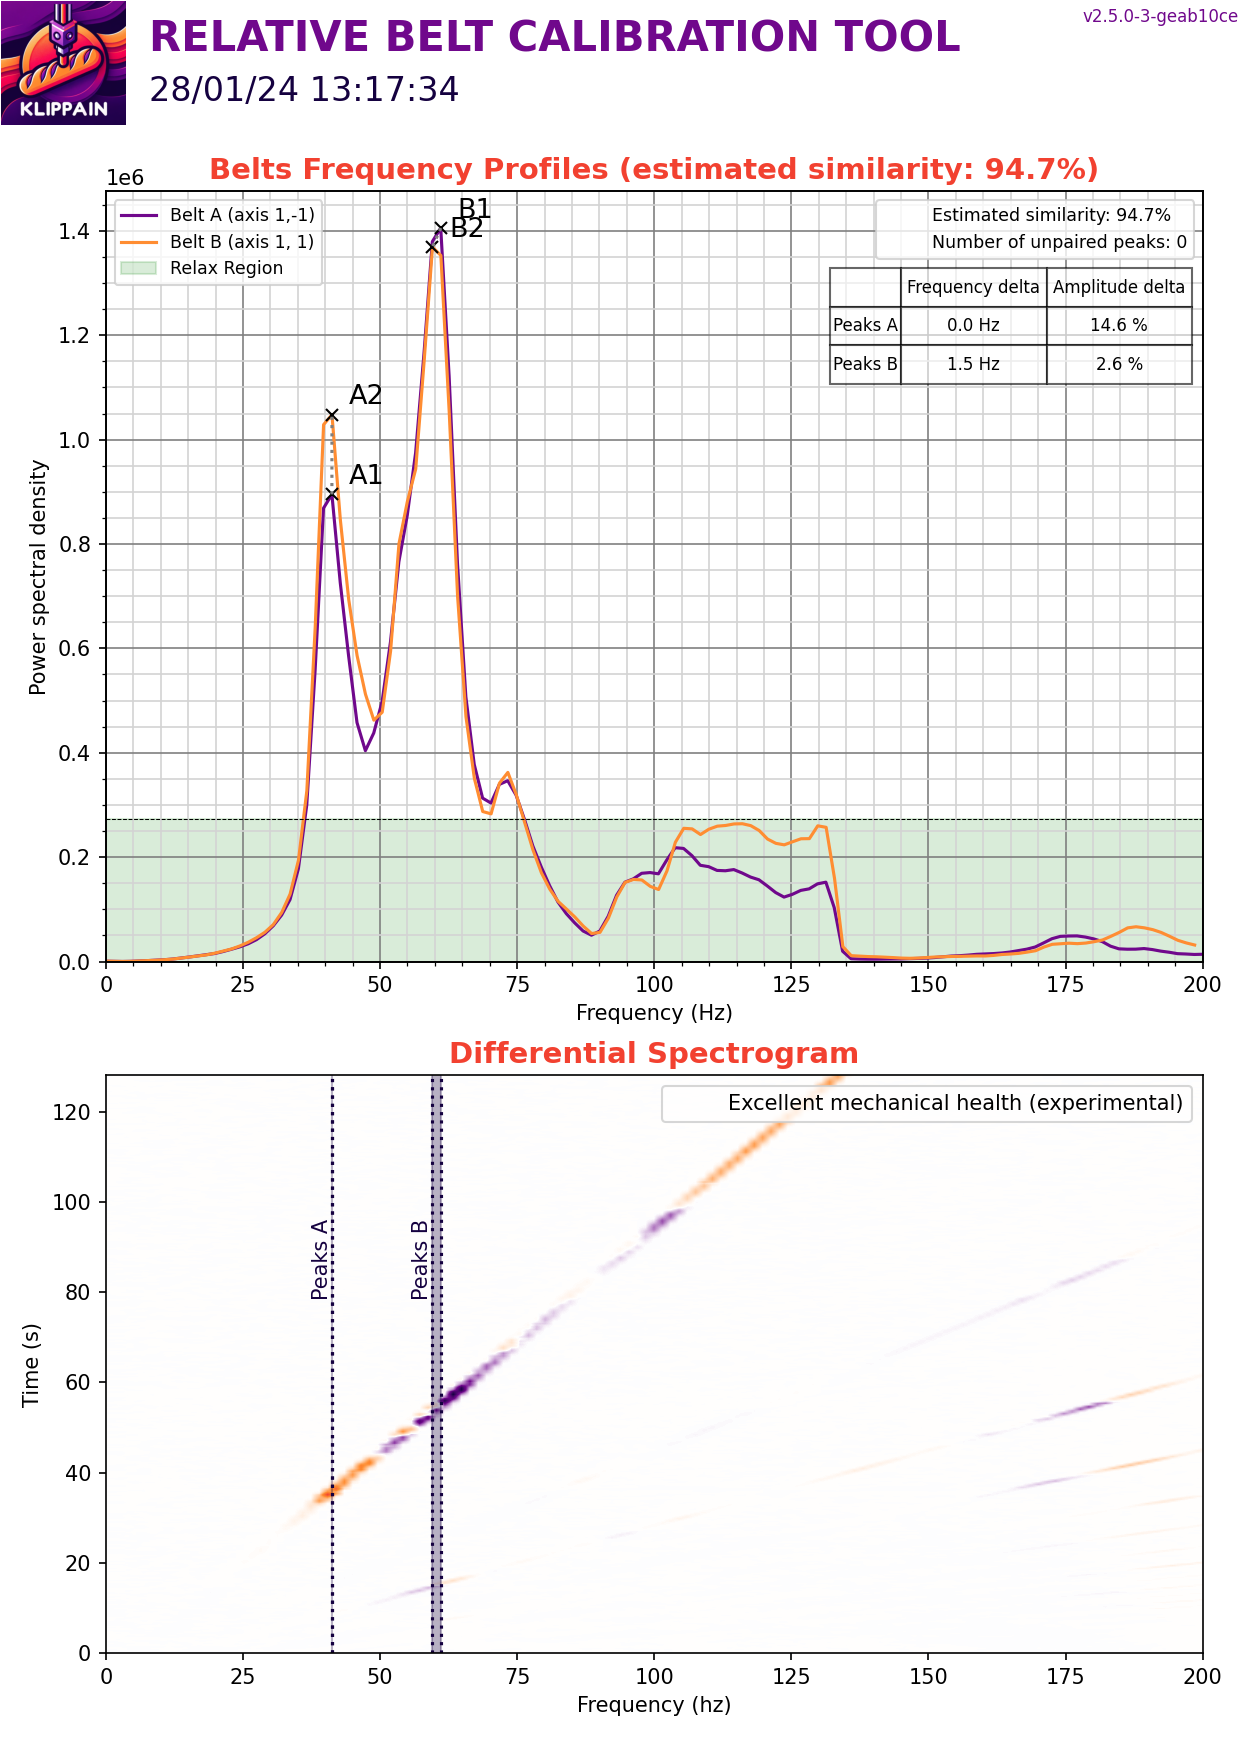 RELATIVE BELT CALIBRATION TOOL
v2.5.0-3-geab10ce
28/01/24 13:17:34
KLIPPAIN
Belts Frequency Profiles (estimated similarity: 94.7%)
1e6
Belt A (axis 1,-1)
Belt B (axis 1, 1)
Relax Region
B1
B2
Estimated similarity: 94.7%
Number of unpaired peaks: 0
Frequency delta Amplitude delta
Peaks A 0.0 Hz 14.6 %
Peaks B 1.5 Hz 2.6 %
A2
A1
1.4
1.2
1.0
0.8
0.6
0.4
0.2
0.0
Power spectral density
0 25 50 75 100 125 150 175 200
Frequency (Hz)
Differential Spectrogram
Excellent mechanical health (experimental)
Peaks A
Peaks B
120
100
80
60
40
20
0
Time (s)
0 25 50 75 100 125 150 175 200
Frequency (hz)